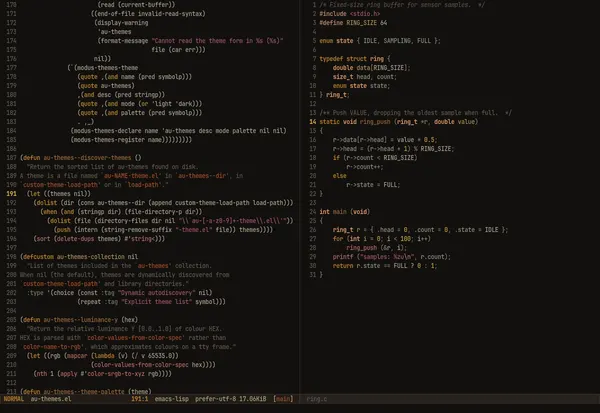 170 (read (current-buffer))
171 ((end-of-file invalid-read-syntax)
172 (display-warning
173 'au-themes
174 (format-message "Cannot read the theme form in %s (%s)"
175 file (car err)))
176 nil))
177 (`(modus-themes-theme
178 (quote ,(and name (pred symbolp)))
179 (quote au-themes)
180 ,(and desc (pred stringp))
181 (quote ,(and mode (or 'light 'dark)))
182 (quote ,(and palette (pred symbolp)))
183 . ,_)
184 (modus-themes-declare name 'au-themes desc mode palette nil nil)
185 (modus-themes-register name)))))))))
186
187 (defun au-themes--discover-themes ()
188 "Return the sorted list of au-themes found on disk.
189 A theme is a file named `au-NAME-theme.el' in `au-themes--dir', in
190 `custom-theme-load-path' or in `load-path'."
191 (let ((themes nil))
192 (dolist (dir (cons au-themes--dir (append custom-theme-load-path load-path)))
193 (when (and (stringp dir) (file-directory-p dir))
194 (dolist (file (directory-files dir nil "\\`au-[-a-z0-9]+-theme\\.el\\'"))
195 (push (intern (string-remove-suffix "-theme.el" file)) themes))))
196 (sort (delete-dups themes) #'string<)))
197
198 (defcustom au-themes-collection nil
199 "List of themes included in the `au-themes' collection.
200 When nil (the default), themes are dynamically discovered from
201 `custom-theme-load-path' and library directories."
202 :type '(choice (const :tag "Dynamic autodiscovery" nil)
203 (repeat :tag "Explicit theme list" symbol)))
204
205 (defun au-themes--luminance-y (hex)
206 "Return the relative luminance Y [0.0..1.0] of colour HEX.
207 HEX is parsed with `color-values-from-color-spec' rather than
208 `color-name-to-rgb', which approximates colours on a tty frame."
209 (let ((rgb (mapcar (lambda (v) (/ v 65535.0))
210 (color-values-from-color-spec hex))))
211 (nth 1 (apply #'color-srgb-to-xyz rgb))))
212
213 (defun au-themes--theme-palette (theme)
NORMAL au-themes.el 191:1 emacs-lisp prefer-utf-8 17.06KiB [main]
1 /* Fixed-size ring buffer for sensor samples. */
2 #include <stdio.h>
3 #define RING_SIZE 64
4
5 enum state { IDLE, SAMPLING, FULL };
6
7 typedef struct ring {
8 double data[RING_SIZE];
9 size_t head, count;
10 enum state state;
11 } ring_t;
12
13 /** Push VALUE, dropping the oldest sample when full. */
14 static void ring_push (ring_t *r, double value)
15 {
16 r->data[r->head] = value + 0.5;
17 r->head = (r->head + 1) % RING_SIZE;
18 if (r->count < RING_SIZE)
19 r->count++;
20 else
21 r->state = FULL;
22 }
23
24 int main (void)
25 {
26 ring_t r = { .head = 0, .count = 0, .state = IDLE };
27 for (int i = 0; i < 100; i++)
28 ring_push (&r, i);
29 printf ("samples: %zu\n", r.count);
30 return r.state == FULL ? 0 : 1;
31 }
ring.c